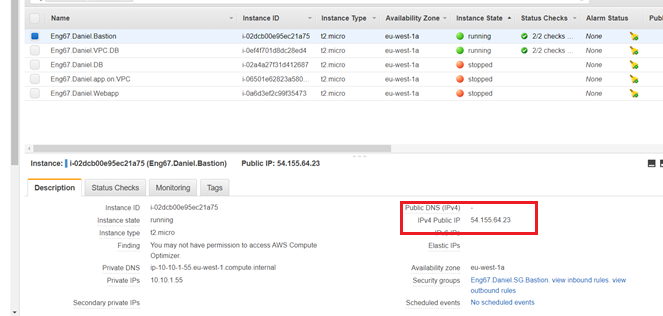 Name Instance ID Instance Type Availability Zone Instance State Status Checks Alarm Status Publ
Eng67.Daniel.Bastion i-02dcb00e95ec21a75 t2.micro eu-west-1a running 2/2 checks ... None
Eng67.Daniel.VPC.DB i-0ef4f701d8dc28ed4 t2.micro eu-west-1a running 2/2 checks ... None
Eng67.Daniel.DB i-02a4a27f31d412687 t2.micro eu-west-1a stopped None
Eng67.Daniel app.on.VPC i-06501e62823a580... t2.micro eu-west-1a stopped None
Eng67.Daniel.Webapp i-0a6d3ef2c99f35473 t2.micro eu-west-1a stopped None
Instance: i-02dcb00e95ec21a75 (Eng67.Daniel.Bastion) Public IP: 54.155.64.23
Description Status Checks Monitoring Tags
Instance ID i-02dcb00e95ec21a75 Public DNS (IPv4) -
Instance state running IPv4 Public IP 54.155.64.23
Instance type t2.micro IPv6 IPs
Finding You may not have permission to access AWS Compute Optimizer. Elastic IPs
Private DNS ip-10-10-1-55.eu-west-1.compute.internal Availability zone eu-west-1a
Private IPs 10.10.1.55 Security groups Eng67.Daniel.SG.Bastion. view inbound rules. view outbound rules
Secondary private IPs Scheduled events No scheduled events